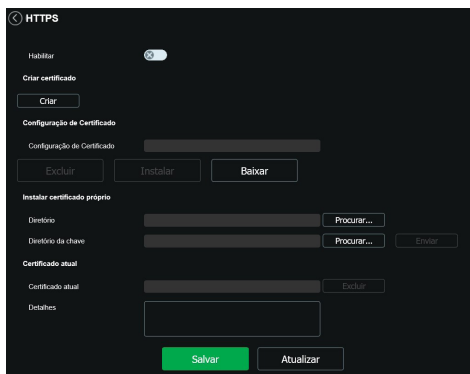 HTTPS
Habilitar
Criar certificado
Criar
Configuração de Certificado
Configuração de Certificado
Excluir Instalar Baixar
Instalar certificado próprio
Diretório Procurar...
Diretório da chave Procurar... Enviar
Certificado atual
Certificado atual Excluir
Detalhes
Salvar Atualizar